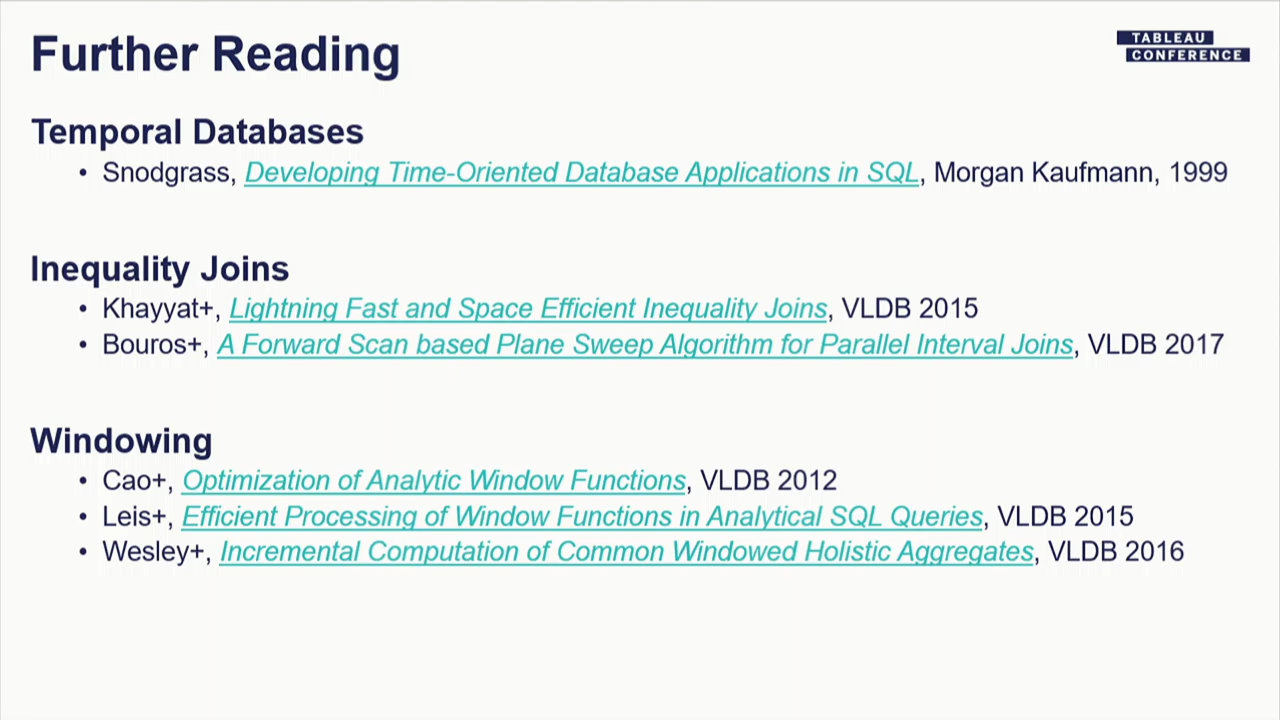 Further Reading
TABLEAU
CONFERENCE
Temporal Databases
• Snodgrass, Developing Time-Oriented Database Applications in SQL, Morgan Kaufmann, 1999
Inequality Joins
• Khayyat+, Lightning Fast and Space Efficient Inequality Joins, VLDB 2015
• Bouros+, A Forward Scan based Plane Sweep Algorithm for Parallel Interval Joins, VLDB 2017
Windowing
• Cao+, Optimization of Analytic Window Functions, VLDB 2012
• Leis+, Efficient Processing of Window Functions in Analytical SQL Queries, VLDB 2015
• Wesley+, Incremental Computation of Common Windowed Holistic Aggregates, VLDB 2016